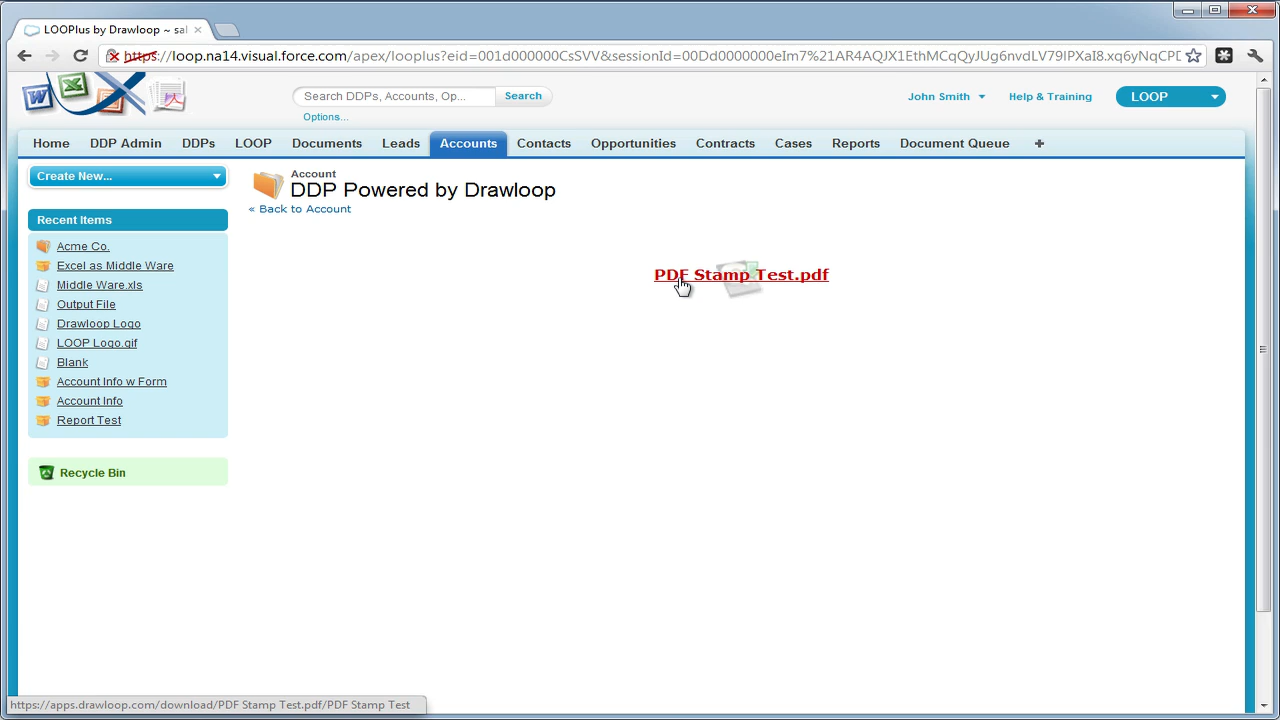 LOOPlus by Drawloop ~ sal
https://loop.na14.visual.force.com/apex/looplus?eid=001d000000CsSVV&sessionId=00Dd0000000eIm7%21AR4AQJX1EthMCqQyJUg6nvdLV79lPXaI8.xq6yNqCPD
Search DDPs, Accounts, Op...
Search
Options...
John Smith
Help & Training
LOOP
Home DDP Admin DDPs LOOP Documents Leads Accounts Contacts Opportunities Contracts Cases Reports Document Queue +
Create New...
Account
DDP Powered by Drawloop
« Back to Account
Recent Items
Acme Co.
Excel as Middle Ware
Middle Ware.xls
Output File
Drawloop Logo
LOOP Logo.gif
Blank
Account Info w Form
Account Info
Report Test
Recycle Bin
PDF Stamp Test.pdf
https://apps.drawloop.com/download/PDF Stamp Test.pdf/PDF Stamp Test